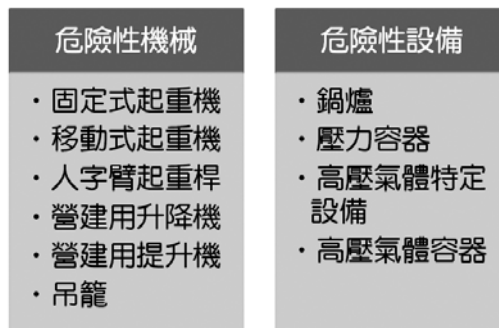 危險性機械
・固定式起重機
・移動式起重機
・人字臂起重桿
・營建用升降機
・營建用提升機
・吊籠
危險性設備
・鍋爐
・壓力容器
・高壓氣體特定
設備
・高壓氣體容器